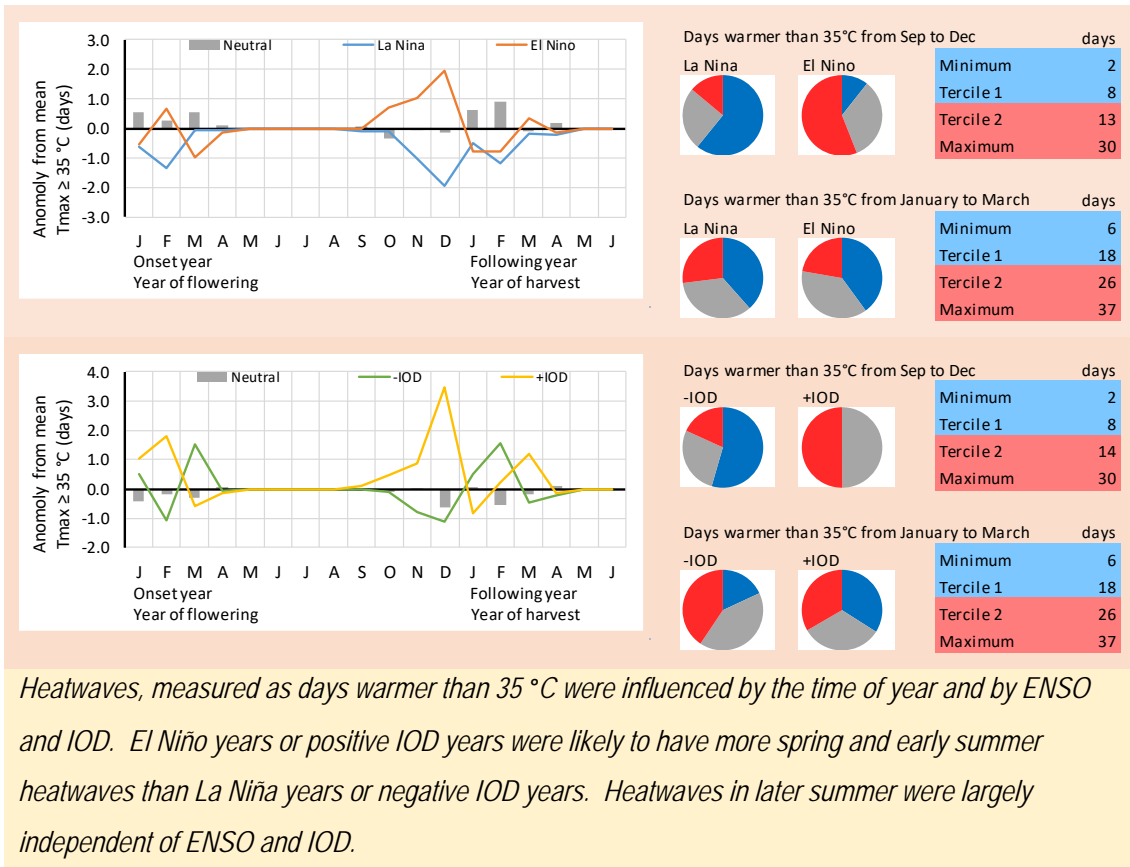 3.0
Neutral La Nina El Nino
2.0
1.0
0.0
-1.0
-2.0
-3.0
Anomoly from mean
Tmax ≥ 35 °C (days)
J F M A M J J A S O N D J F M A M J
Onset year Following year
Year of flowering Year of harvest
Days warmer than 35°C from Sep to Dec days
La Nina El Nino
Minimum 2
Tercile 1 8
Tercile 2 13
Maximum 30
Days warmer than 35°C from January to March days
La Nina El Nino
Minimum 6
Tercile 1 18
Tercile 2 26
Maximum 37
4.0
Neutral -IOD +IOD
3.0
2.0
1.0
0.0
-1.0
-2.0
Anomoly from mean
Tmax ≥ 35 °C (days)
J F M A M J J A S O N D J F M A M J
Onset year Following year
Year of flowering Year of harvest
Days warmer than 35°C from Sep to Dec days
-IOD +IOD
Minimum 2
Tercile 1 8
Tercile 2 14
Maximum 30
Days warmer than 35°C from January to March days
-IOD +IOD
Minimum 6
Tercile 1 18
Tercile 2 26
Maximum 37
Heatwaves, measured as days warmer than 35 °C were influenced by the time of year and by ENSO
and IOD. El Niño years or positive IOD years were likely to have more spring and early summer
heatwaves than La Niña years or negative IOD years. Heatwaves in later summer were largely
independent of ENSO and IOD.